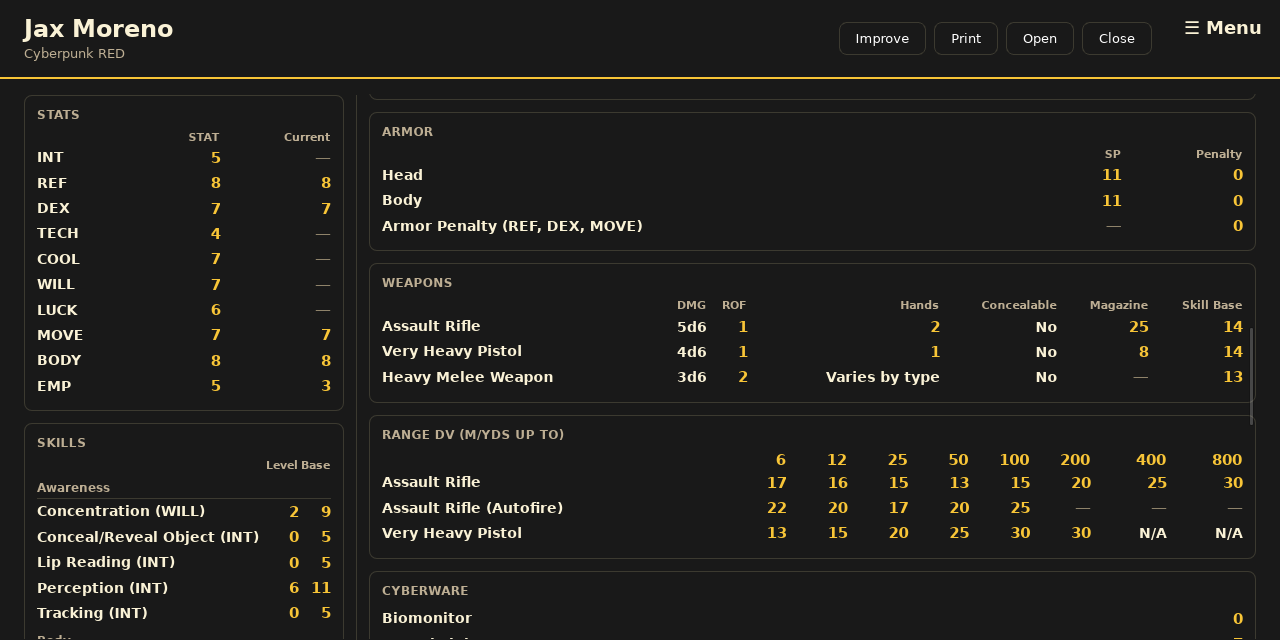 Jax Moreno
Cyberpunk RED
Improve Print Open Close
☰ Menu
STATS
STAT Current
INT 5 —
REF 8 8
DEX 7 7
TECH 4 —
COOL 7 —
WILL 7 —
LUCK 6 —
MOVE 7 7
BODY 8 8
EMP 5 3
SKILLS
Level Base
Awareness
Concentration (WILL) 2 9
Conceal/Reveal Object (INT) 0 5
Lip Reading (INT) 0 5
Perception (INT) 6 11
Tracking (INT) 0 5
ARMOR
SP Penalty
Head 11 0
Body 11 0
Armor Penalty (REF, DEX, MOVE) — 0
WEAPONS
DMG ROF Hands Concealable Magazine Skill Base
Assault Rifle 5d6 1 2 No 25 14
Very Heavy Pistol 4d6 1 1 No 8 14
Heavy Melee Weapon 3d6 2 Varies by type No — 13
RANGE DV (M/YDS UP TO)
6 12 25 50 100 200 400 800
Assault Rifle 17 16 15 13 15 20 25 30
Assault Rifle (Autofire) 22 20 17 20 25 — — —
Very Heavy Pistol 13 15 20 25 30 30 N/A N/A
CYBERWARE
Biomonitor 0